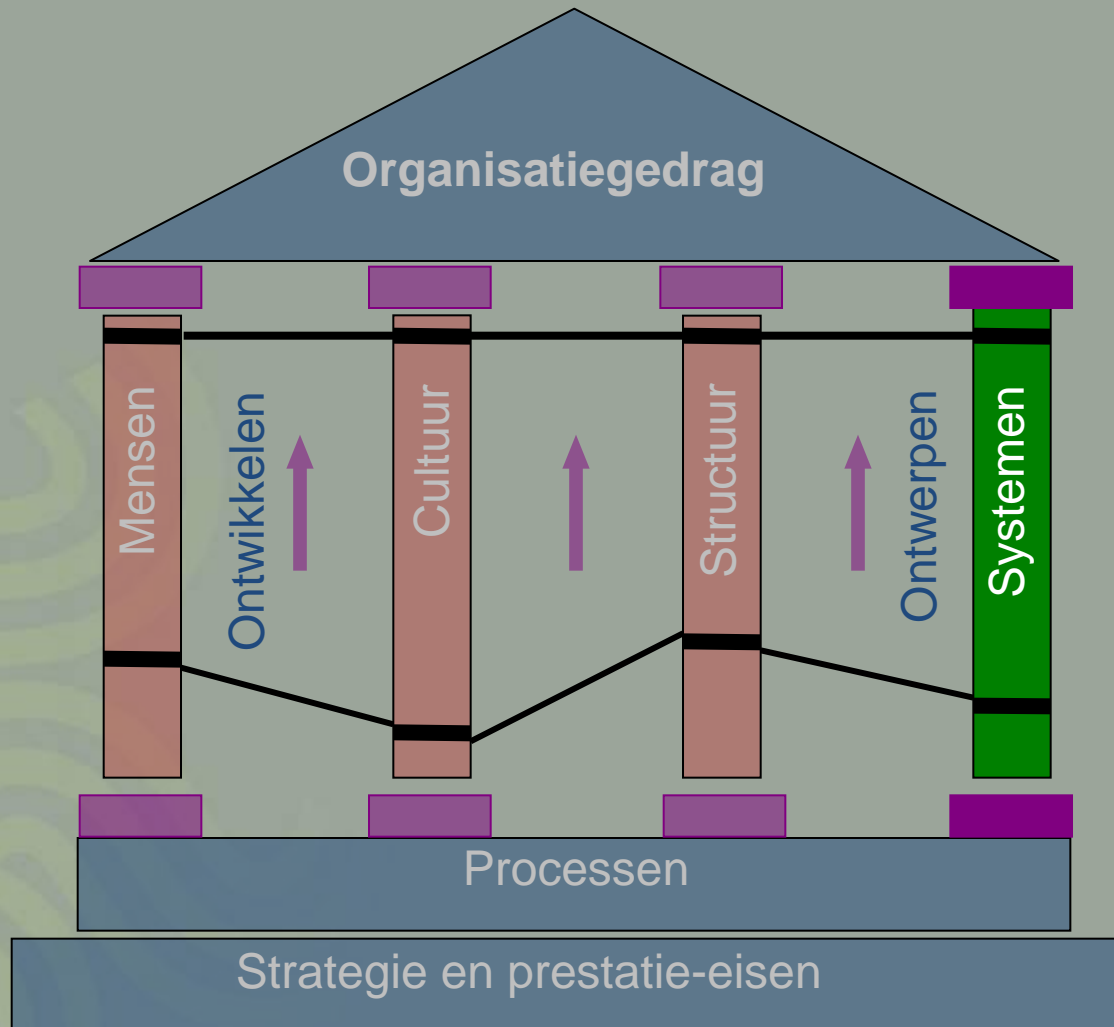 Organisatiegedrag
Mensen
Ontwikkelen
Cultuur
Structuur
Ontwerpen
Systemen
Processen
Strategie en prestatie-eisen